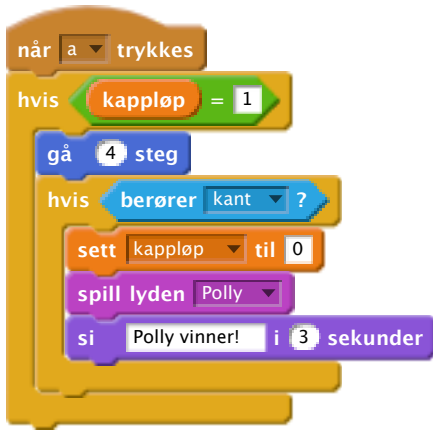 når a trykkes
hvis kappløp = 1
gå 4 steg
hvis berører kant ?
sett kappløp til 0
spill lyden Polly
si Polly vinner! i 3 sekunder